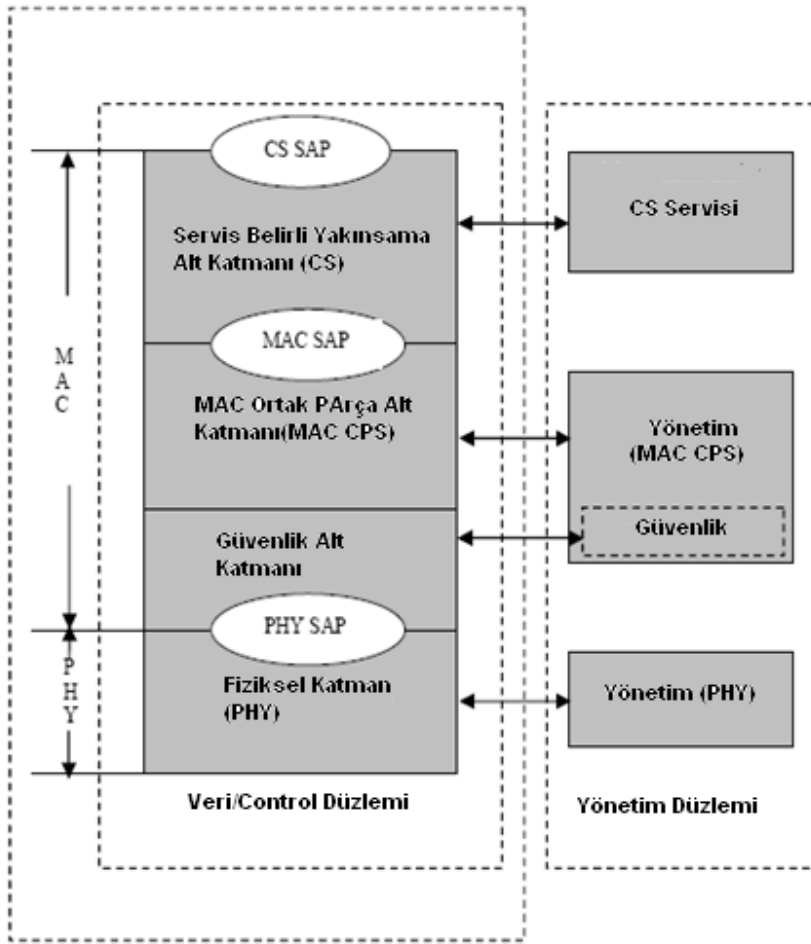 CS SAP
Servis Belirli Yakınsama
Alt Katmanı (CS)
MAC SAP
MAC Ortak PArça Alt
Katmanı(MAC CPS)
Güvenlik Alt
Katmanı
PHY SAP
Fiziksel Katman
(PHY)
Veri/Control Düzlemi
M
A
C
P
H
Y
CS Servisi
Yönetim
(MAC CPS)
Güvenlik
Yönetim (PHY)
Yönetim Düzlemi